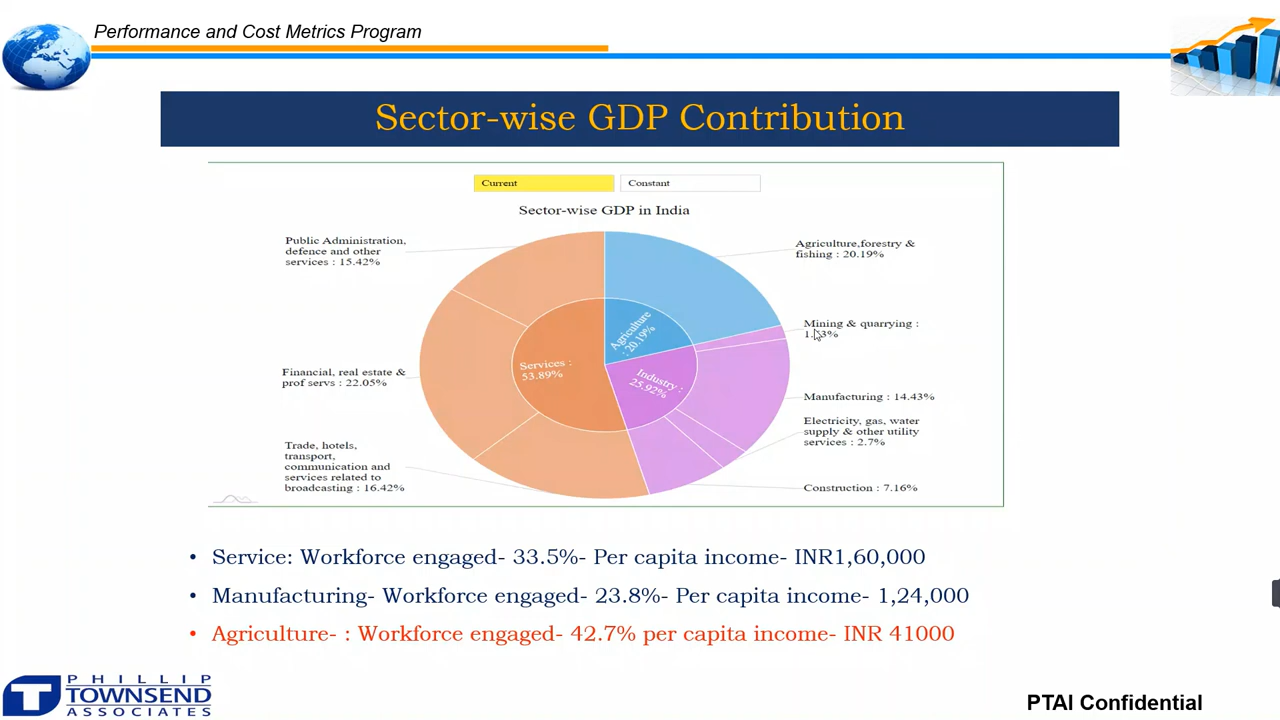 Performance and Cost Metrics Program
Sector-wise GDP Contribution
Current
Constant
Sector-wise GDP in India
Public Administration,
defence and other
services : 15.42%
Agriculture,forestry &
fishing : 20.19%
Mining & quarrying :
Agriculture
: 20.19%
Services :
53.89%
Industry :
25.92%
Financial, real estate &
prof servs : 22.05%
Manufacturing : 14.43%
Electricity, gas, water
supply & other utility
services : 2.7%
Trade, hotels,
transport,
communication and
services related to
broadcasting : 16.42%
Construction : 7.16%
• Service: Workforce engaged- 33.5%- Per capita income- INR1,60,000
• Manufacturing- Workforce engaged- 23.8%- Per capita income- 1,24,000
• Agriculture- : Workforce engaged- 42.7% per capita income- INR 41000
PHILLIP
TOWNSEND
ASSOCIATES
PTAI Confidential